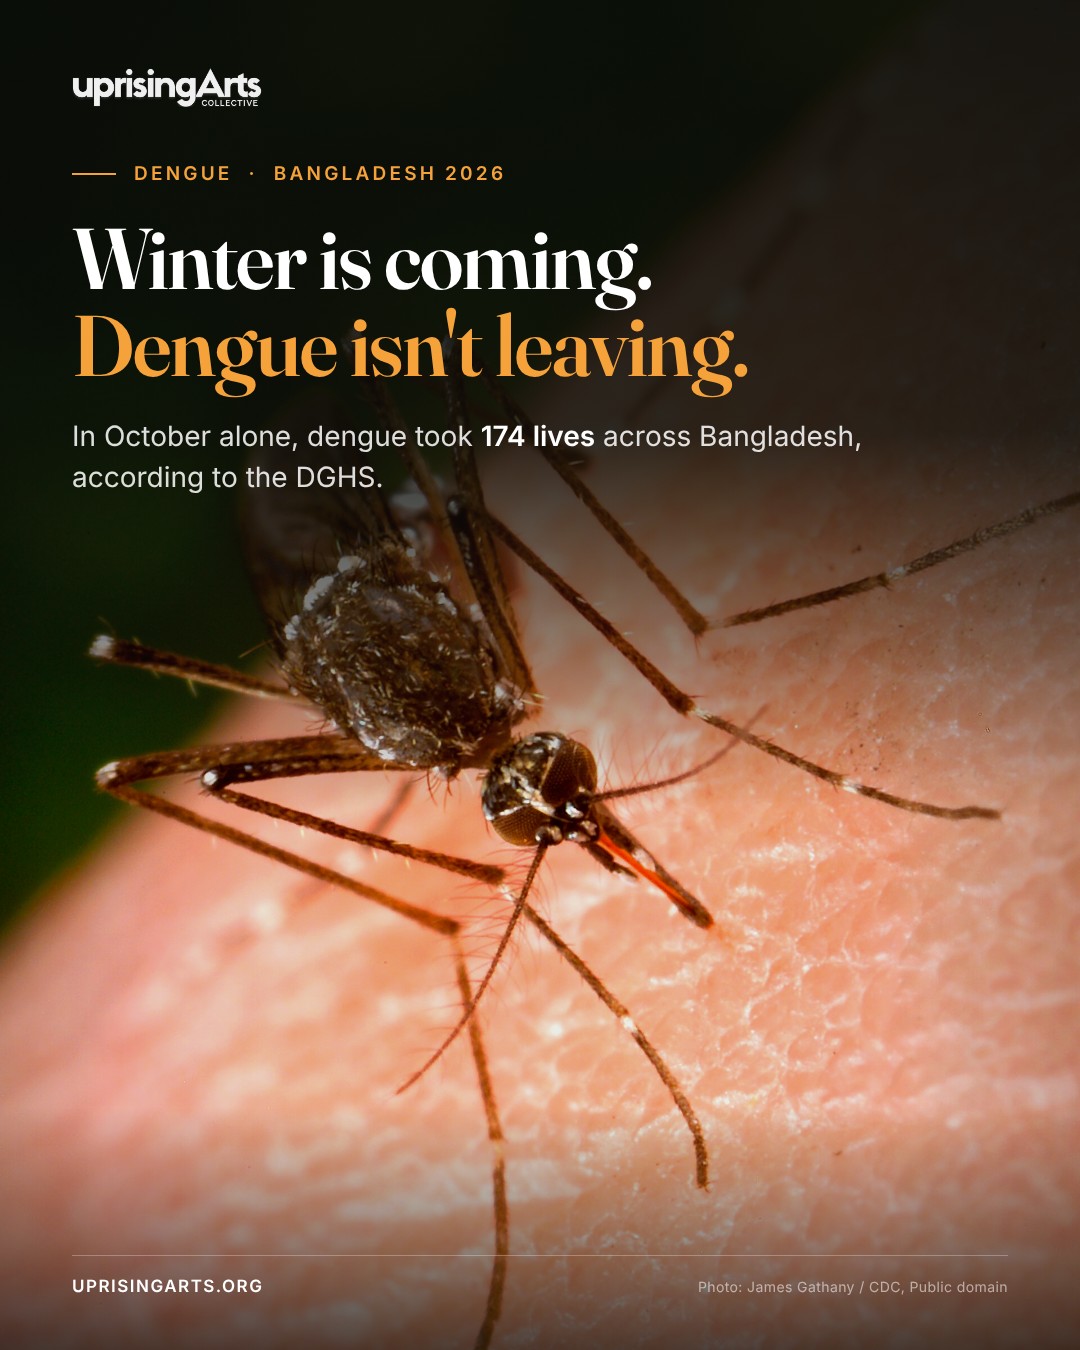 uprisingArts
COLLECTIVE
DENGUE · BANGLADESH 2026
Winter is coming.
Dengue isn't leaving.
In October alone, dengue took 174 lives across Bangladesh,
according to the DGHS.
UPRISINGARTS.ORG
Photo: James Gathany / CDC, Public domain